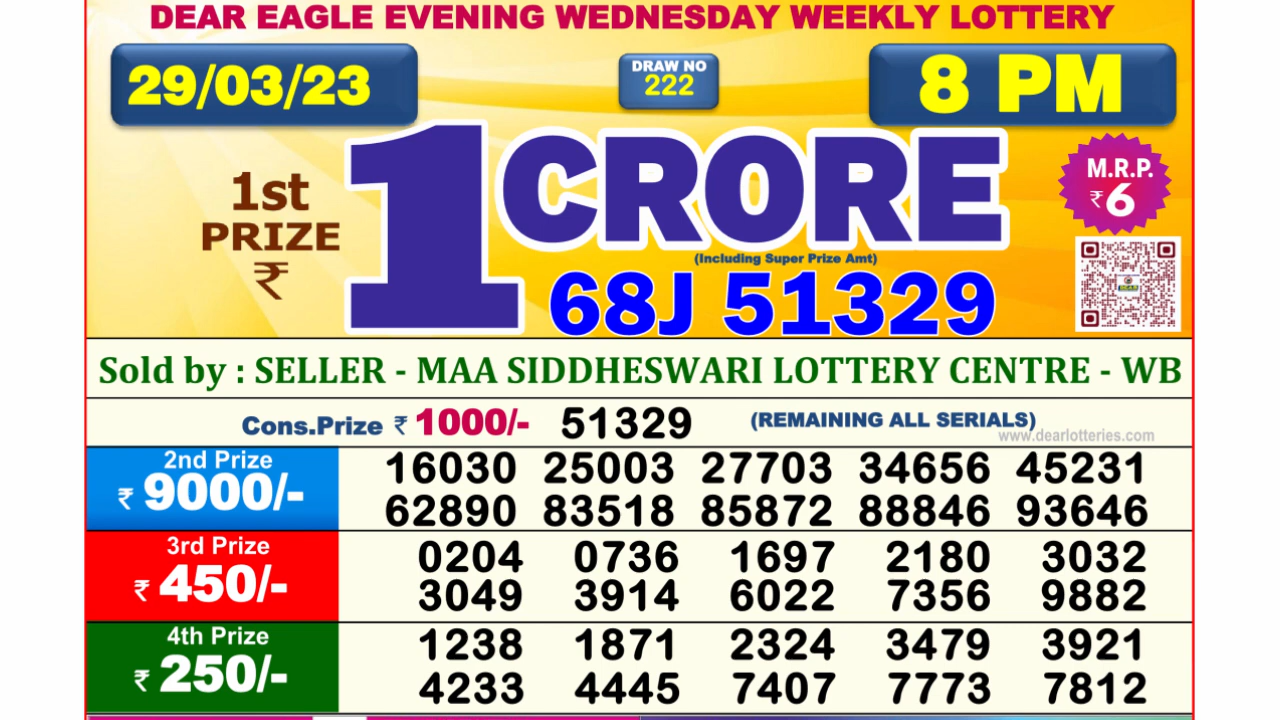 DEAR EAGLE EVENING WEDNESDAY WEEKLY LOTTERY
29/03/23
DRAW NO
222
8 PM
1st
PRIZE
₹
1 CRORE
(Including Super Prize Amt)
68J 51329
M.R.P.
₹6
Sold by : SELLER - MAA SIDDHESWARI LOTTERY CENTRE - WB
Cons.Prize ₹ 1000/- 51329 (REMAINING ALL SERIALS)
www.dearlotteries.com
2nd Prize
₹ 9000/-
16030 25003 27703 34656 45231
62890 83518 85872 88846 93646
3rd Prize
₹ 450/-
0204 0736 1697 2180 3032
3049 3914 6022 7356 9882
4th Prize
₹ 250/-
1238 1871 2324 3479 3921
4233 4445 7407 7773 7812